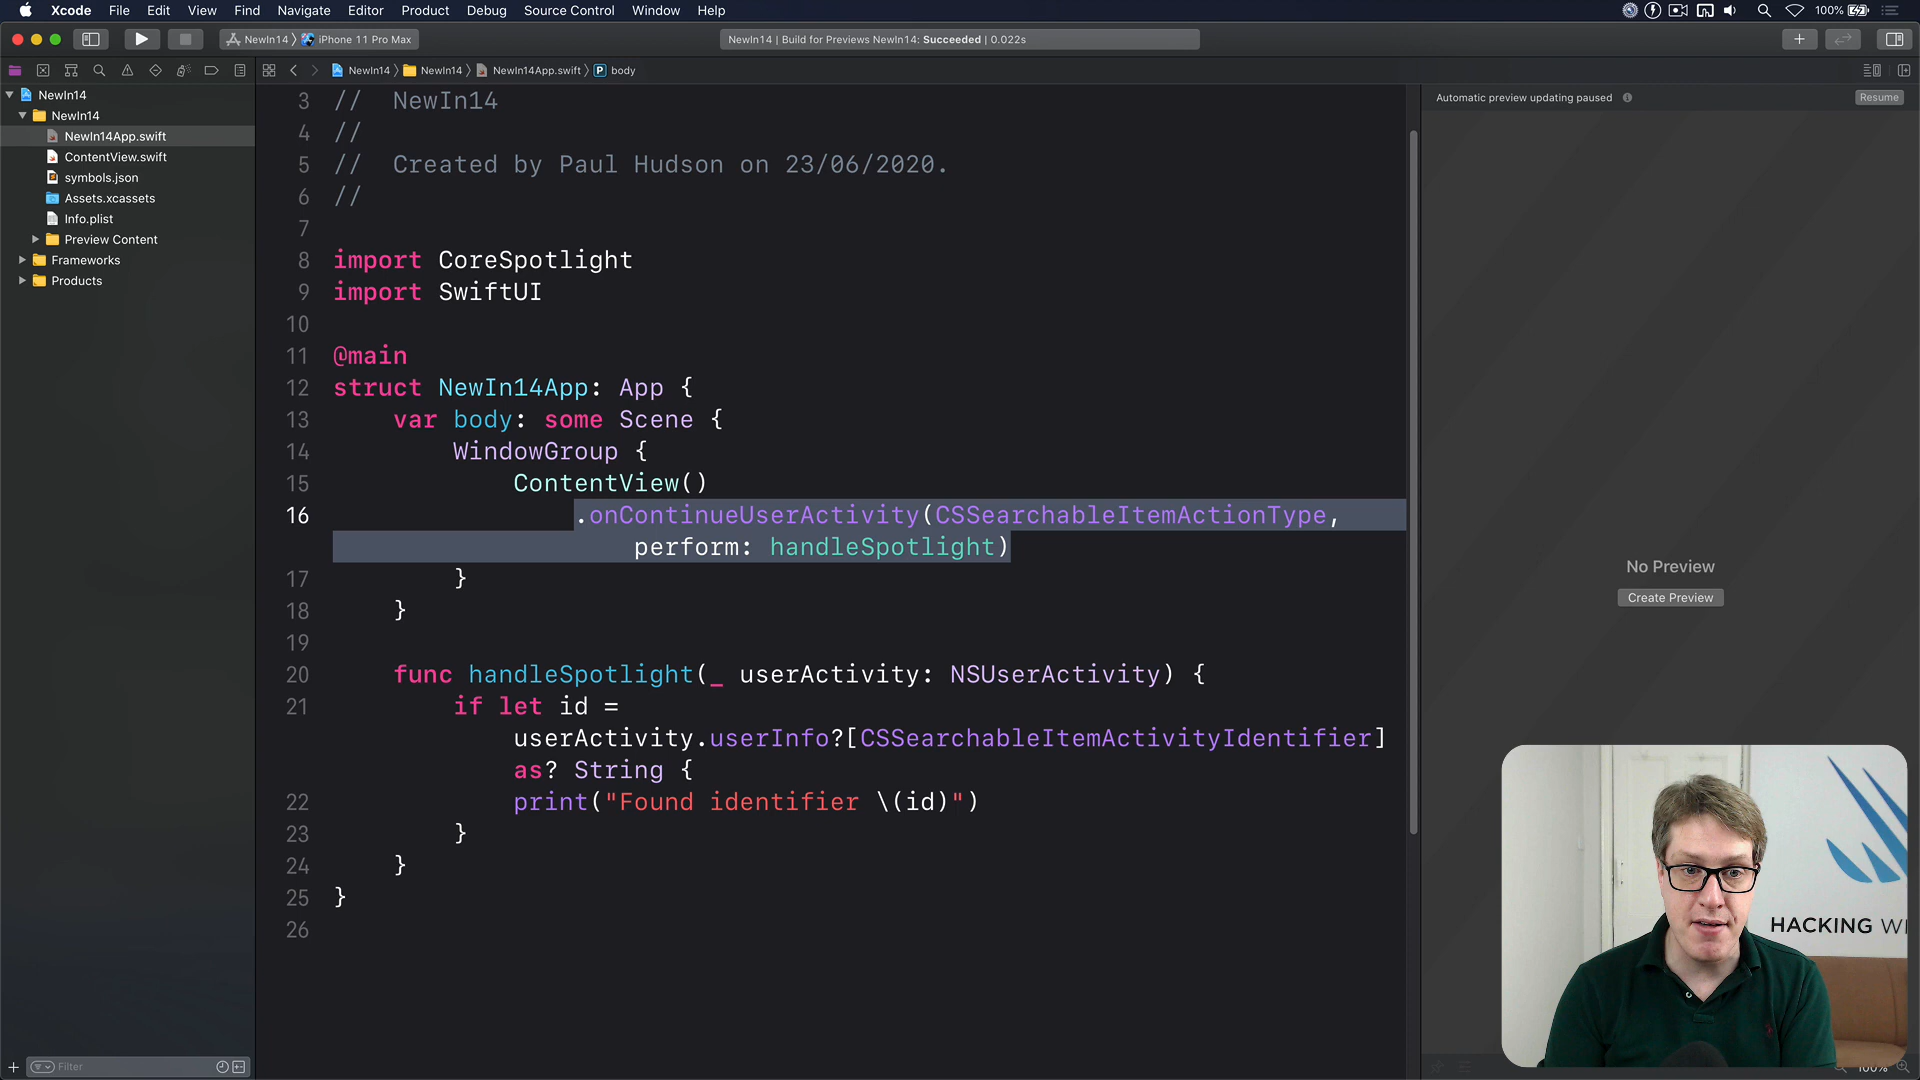 Xcode File Edit View Find Navigate Editor Product Debug Source Control Window Help
100%
NewIn14 iPhone 11 Pro Max
NewIn14 | Build for Previews NewIn14: Succeeded | 0.022s
NewIn14 NewIn14 NewIn14App.swift P body
NewIn14
NewIn14
NewIn14App.swift
ContentView.swift
symbols.json
Assets.xcassets
Info.plist
Preview Content
Frameworks
Products
Filter
3 // NewIn14
4 //
5 // Created by Paul Hudson on 23/06/2020.
6 //
7
8 import CoreSpotlight
9 import SwiftUI
10
11 @main
12 struct NewIn14App: App {
13 var body: some Scene {
14 WindowGroup {
15 ContentView()
16 .onContinueUserActivity(CSSearchableItemActionType,
perform: handleSpotlight)
17 }
18 }
19
20 func handleSpotlight(_ userActivity: NSUserActivity) {
21 if let id =
userActivity.userInfo?[CSSearchableItemActivityIdentifier]
as? String {
22 print("Found identifier \(id)")
23 }
24 }
25 }
26
Automatic preview updating paused
Resume
No Preview
Create Preview
HACKING WI
100%